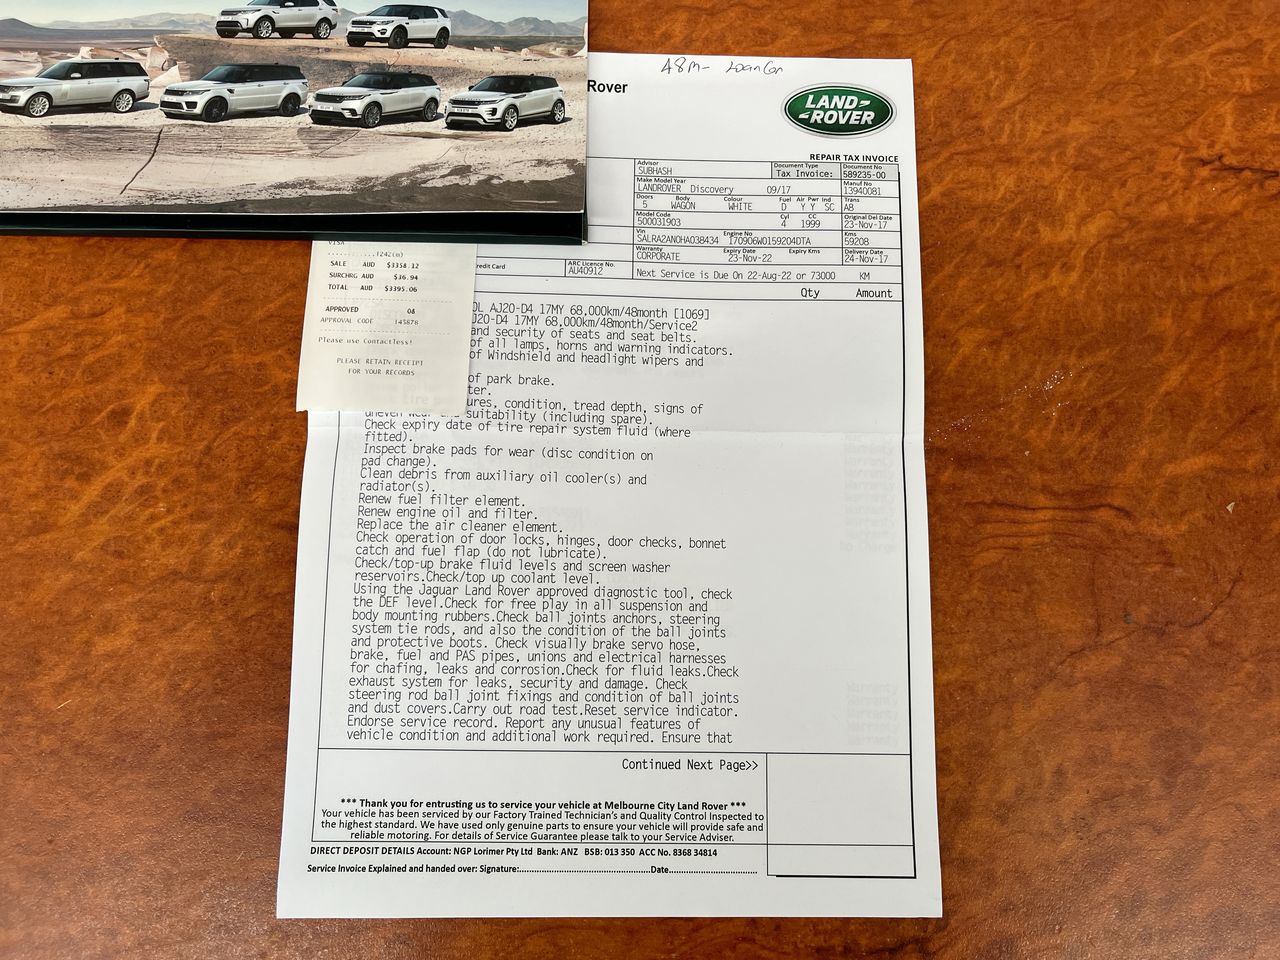 A8M- LoanCar
Rover
LAND-
-ROVER
REPAIR TAX INVOICE
Advisor
SUBHASH
Document Type
Tax Invoice:
Document No
589235-00
Make Model Year
LANDROVER Discovery 09/17
Manuf No
13940081
Doors Body Colour Fuel Air Pwr Ind
5 WAGON WHITE D Y Y SC
Trans
A8
Model Code
500031903
Cyl CC
4 1999
Original Del Date
23-Nov-17
Vin Engine No
SALRA2AN0HA038434 170906W0159204DTA
Kms
59208
Warranty Expiry Date Expiry Kms
CORPORATE 23-Nov-22
Delivery Date
24-Nov-17
redit Card
ARC Licence No.
AU40912
Next Service is Due On 22-Aug-22 or 73000 KM
Qty Amount
VISA
............1242(m)
SALE AUD $3358.12
SURCHRG AUD $36.94
TOTAL AUD $3395.06
APPROVED 08
APPROVAL CODE 143878
Please use Contactless!
PLEASE RETAIN RECEIPT
FOR YOUR RECORDS
OL AJ20-D4 17MY 68,000km/48month [1069]
J20-D4 17MY 68,000km/48month/Service2
and security of seats and seat belts.
of all lamps, horns and warning indicators.
of Windshield and headlight wipers and
of park brake.
ter.
ures, condition, tread depth, signs of
uneven wear suitability (including spare).
Check expiry date of tire repair system fluid (where
fitted).
Inspect brake pads for wear (disc condition on
pad change).
Clean debris from auxiliary oil cooler(s) and
radiator(s).
Renew fuel filter element.
Renew engine oil and filter.
Replace the air cleaner element.
Check operation of door locks, hinges, door checks, bonnet
catch and fuel flap (do not lubricate).
Check/top-up brake fluid levels and screen washer
reservoirs.Check/top up coolant level.
Using the Jaguar Land Rover approved diagnostic tool, check
the DEF level.Check for free play in all suspension and
body mounting rubbers.Check ball joints anchors, steering
system tie rods, and also the condition of the ball joints
and protective boots. Check visually brake servo hose,
brake, fuel and PAS pipes, unions and electrical harnesses
for chafing, leaks and corrosion.Check for fluid leaks.Check
exhaust system for leaks, security and damage. Check
steering rod ball joint fixings and condition of ball joints
and dust covers.Carry out road test.Reset service indicator.
Endorse service record. Report any unusual features of
vehicle condition and additional work required. Ensure that
Continued Next Page>>
*** Thank you for entrusting us to service your vehicle at Melbourne City Land Rover ***
Your vehicle has been serviced by our Factory Trained Technician's and Quality Control Inspected to
the highest standard. We have used only genuine parts to ensure your vehicle will provide safe and
reliable motoring. For details of Service Guarantee please talk to your Service Adviser.
DIRECT DEPOSIT DETAILS Account: NGP Lorimer Pty Ltd Bank: ANZ BSB: 013 350 ACC No. 8368 34814
Service Invoice Explained and handed over: Signature:.................................................Date.......................................